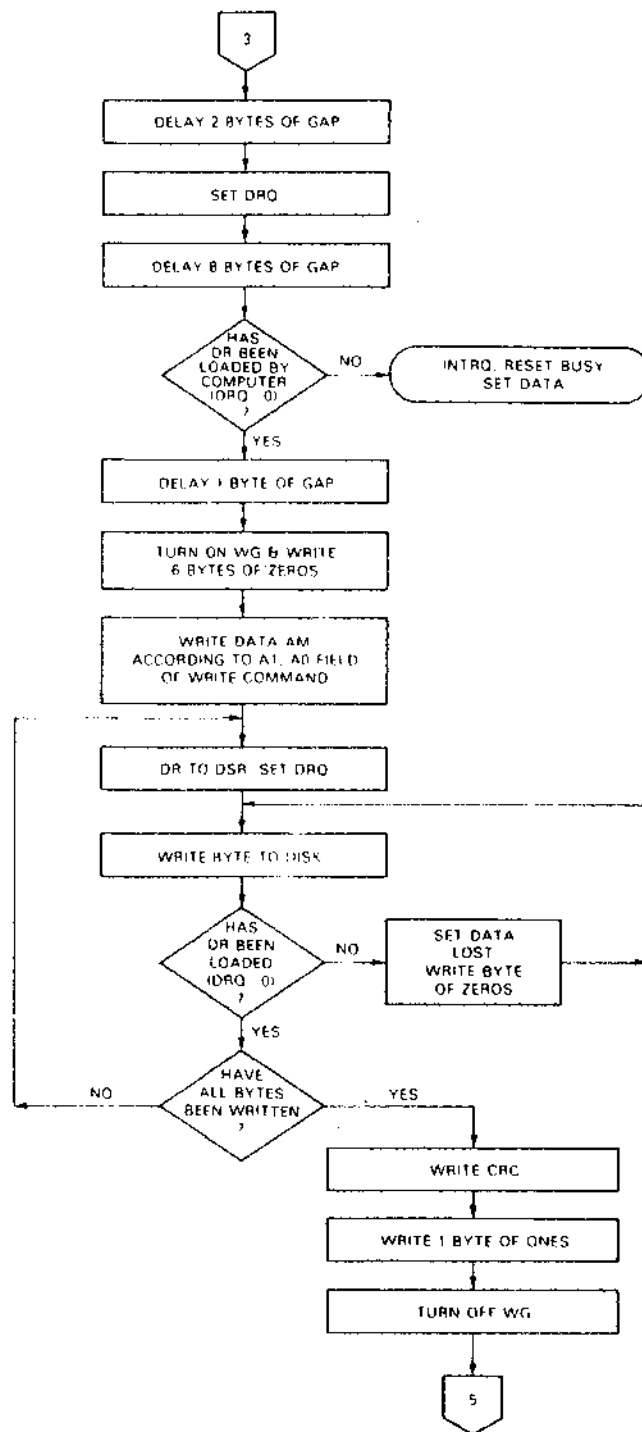 3
DELAY 2 BYTES OF GAP
SET DRQ
DELAY 8 BYTES OF GAP
HAS
DR BEEN
LOADED BY
COMPUTER
(DRQ 0)
?
NO
INTRQ, RESET BUSY
SET DATA
YES
DELAY 1 BYTE OF GAP
TURN ON WG & WRITE
6 BYTES OF ZEROS
WRITE DATA AM
ACCORDING TO A1, A0 FIELD
OF WRITE COMMAND
DR TO DSR SET DRQ
WRITE BYTE TO DISK
HAS
DR BEEN
LOADED
(DRQ 0)
?
NO
SET DATA
LOST
WRITE BYTE
OF ZEROS
YES
HAVE
ALL BYTES
BEEN WRITTEN
?
NO
YES
WRITE CRC
WRITE 1 BYTE OF ONES
TURN OFF WG
5